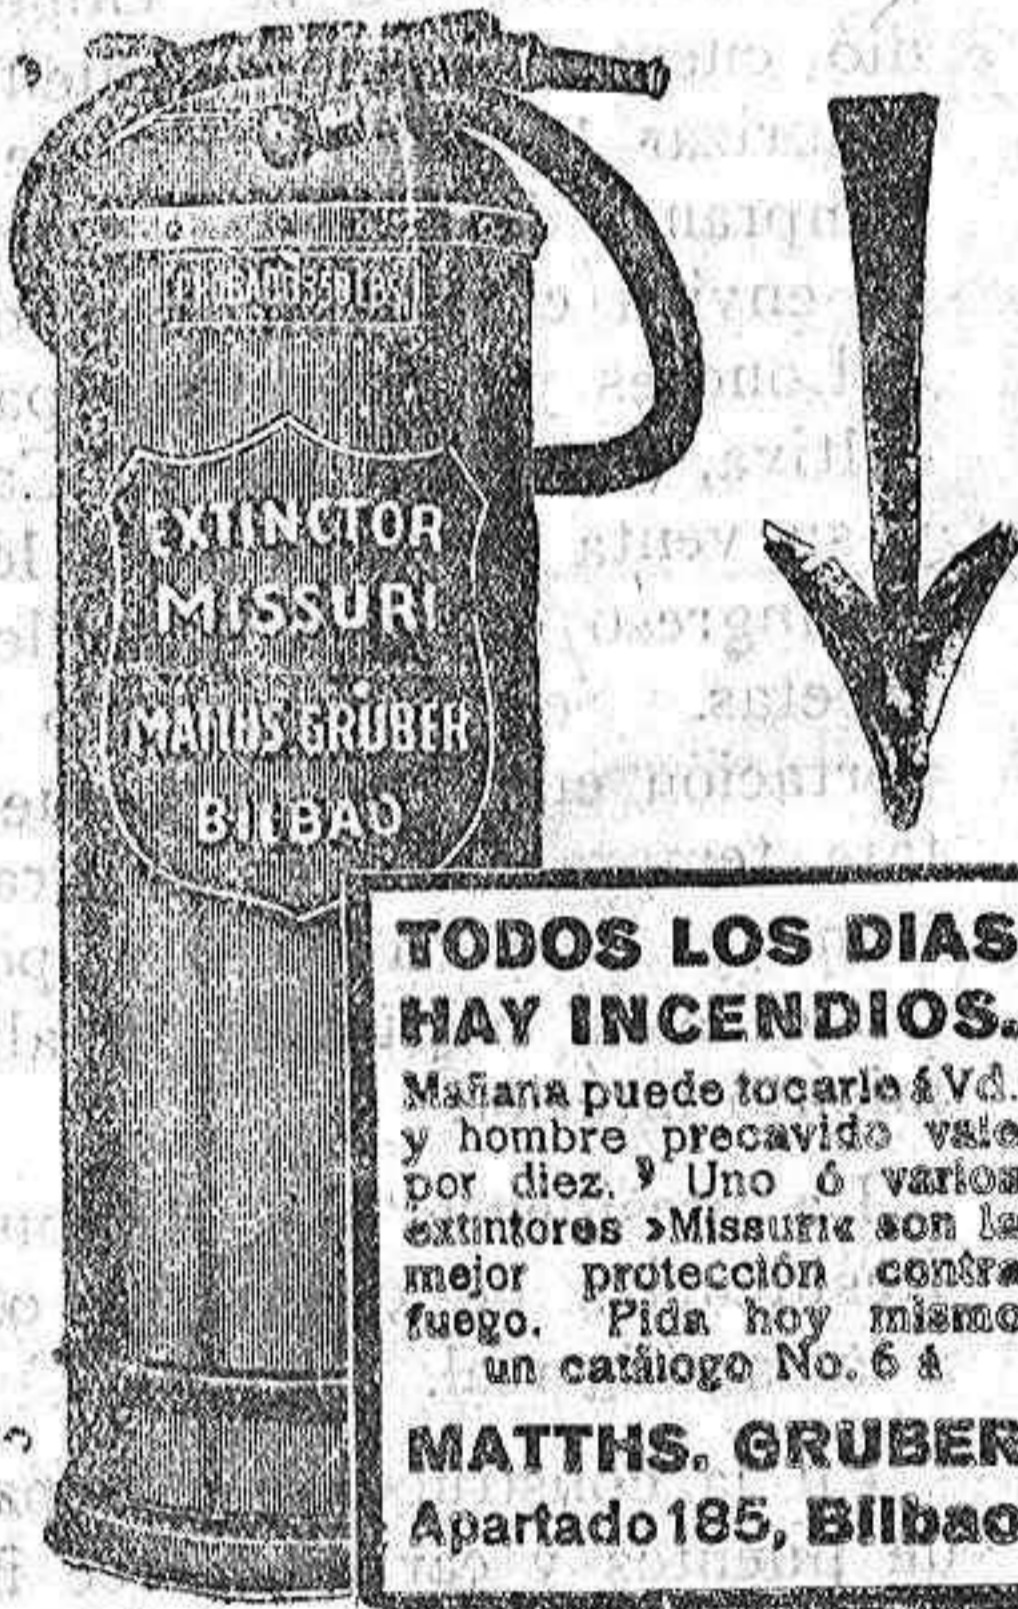 EXTINCTOR
MISSURI
MATTHS. GRUBER
BILBAO
TODOS LOS DIAS
HAY INCENDIOS.
Mañana puede tocarle á Vd.
y hombre precavido vale
por diez. Uno ó varios
extintores »Missuri« son la
mejor protección contra
fuego. Pida hoy mismo
un catálogo No. 6 á
MATTHS. GRUBER
Apartado 185, Bilbao